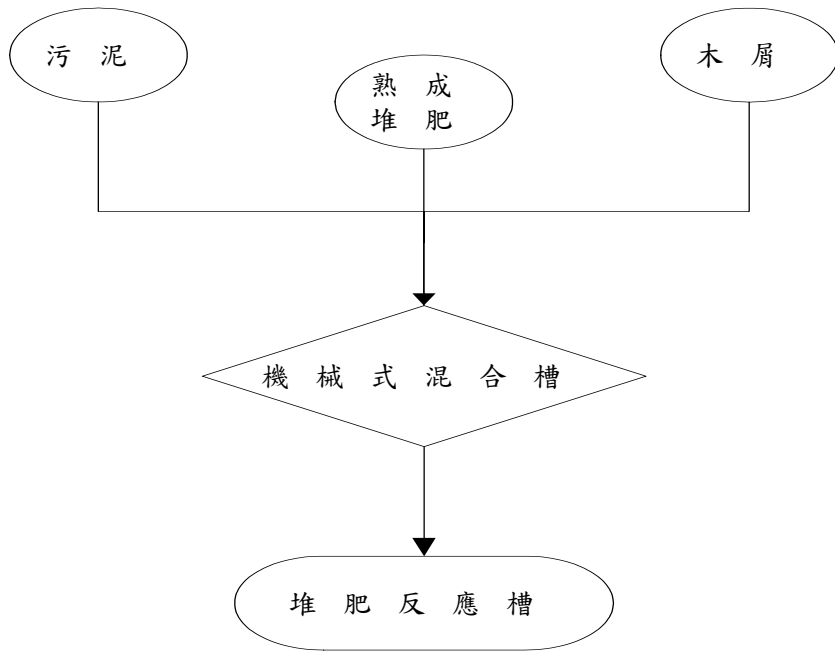 污泥
熟成
堆肥
木屑
機械式混合槽
堆肥反應槽